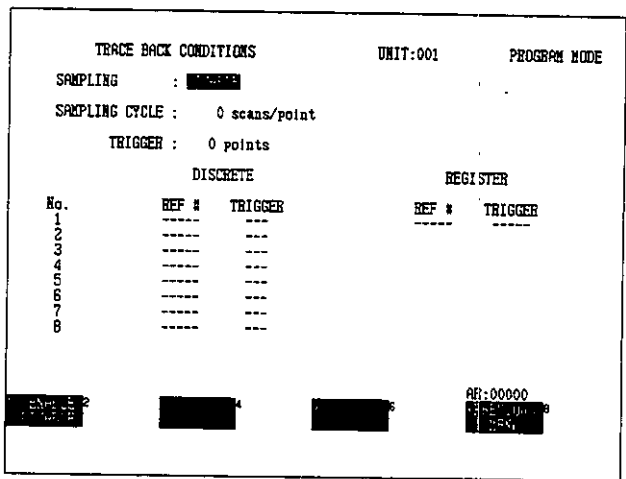 TRACE BACK CONDITIONS UNIT:001 PROGRAM MODE
SAMPLING :
SAMPLING CYCLE : 0 scans/point
TRIGGER : 0 points
DISCRETE REGISTER
No. REF # TRIGGER REF # TRIGGER
1 ----- --- ----- -----
2 ----- ---
3 ----- ---
4 ----- ---
5 ----- ---
6 ----- ---
7 ----- ---
8 ----- ---
AR:00000
2 4 6 8